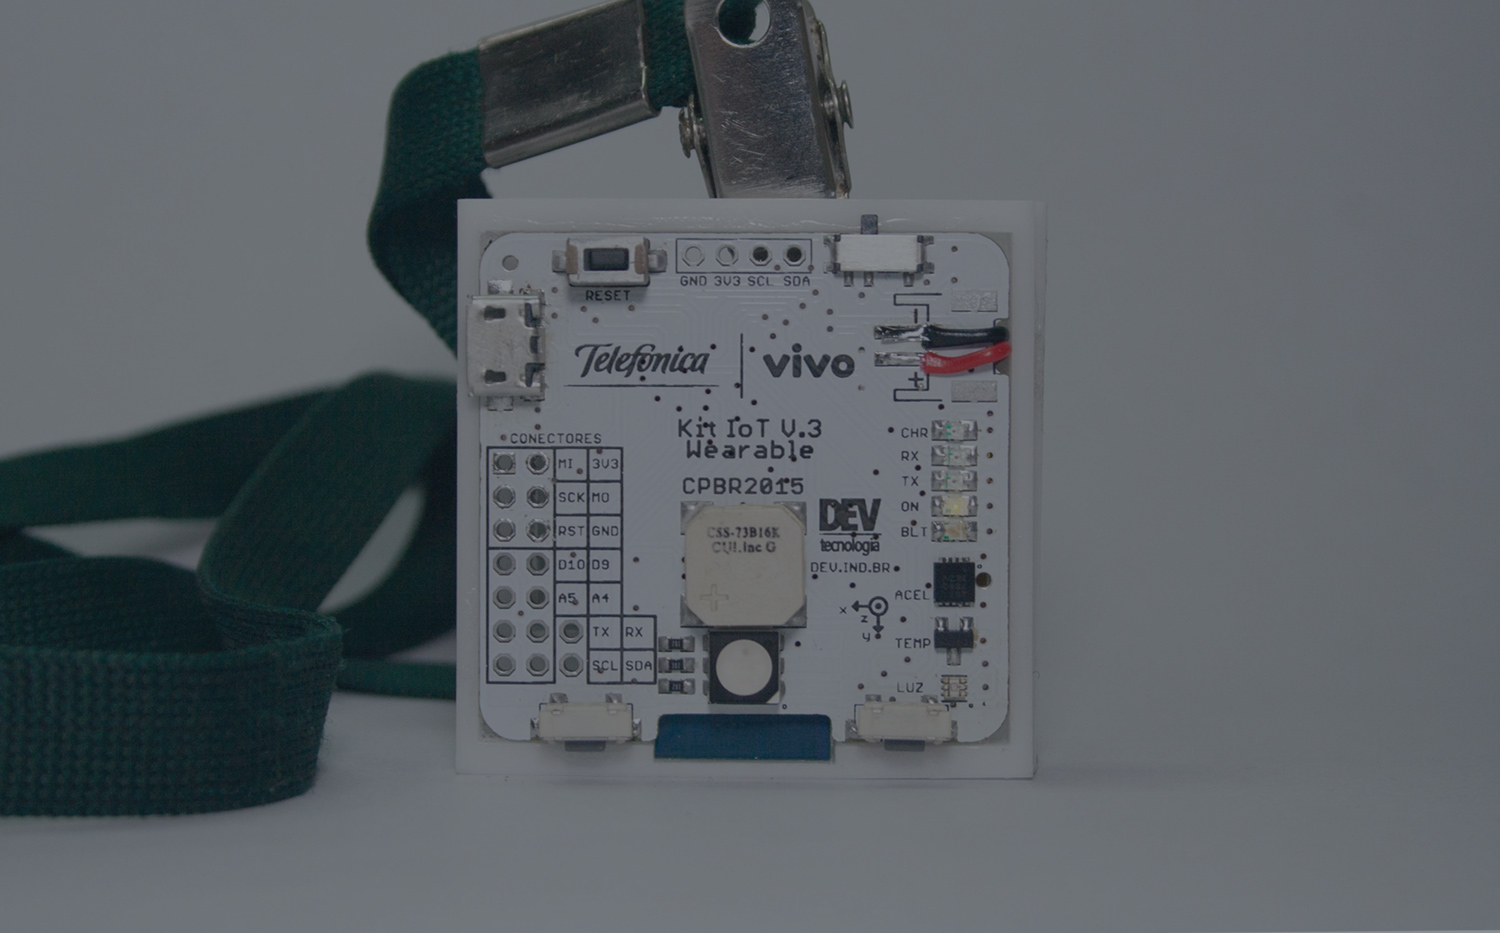 GND 3V3 SCL SDA
RESET
Telefónica
vivo
Kit IoT V.3
Wearable
CPBR2015
CONECTORES
MI 3V3
SCK MO
RST GND
D10 D9
A5 A4
TX RX
SCL SDA
CSS-73B16K
CUI.Inc G
+
DEV
tecnologia
DEV.IND.BR
x
z
y
- 
+
CHR
RX
TX
ON
BLT
ACEL
TEMP
LUZ